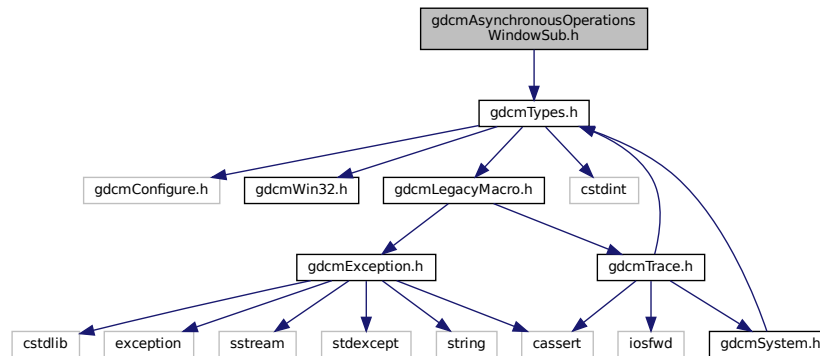 gdcmAsynchronousOperations
WindowSub.h
gdcmTypes.h
gdcmConfigure.h
gdcmWin32.h
gdcmLegacyMacro.h
cstdint
gdcmException.h
gdcmTrace.h
cstdlib
exception
sstream
stdexcept
string
cassert
iosfwd
gdcmSystem.h